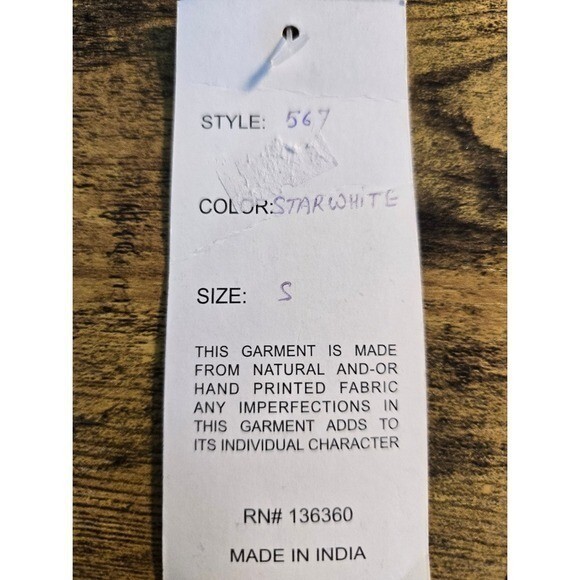 STYLE: 567
COLOR:STARWHITE
SIZE: S
THIS GARMENT IS MADE
FROM NATURAL AND-OR
HAND PRINTED FABRIC
ANY IMPERFECTIONS IN
THIS GARMENT ADDS TO
ITS INDIVIDUAL CHARACTER
RN# 136360
MADE IN INDIA